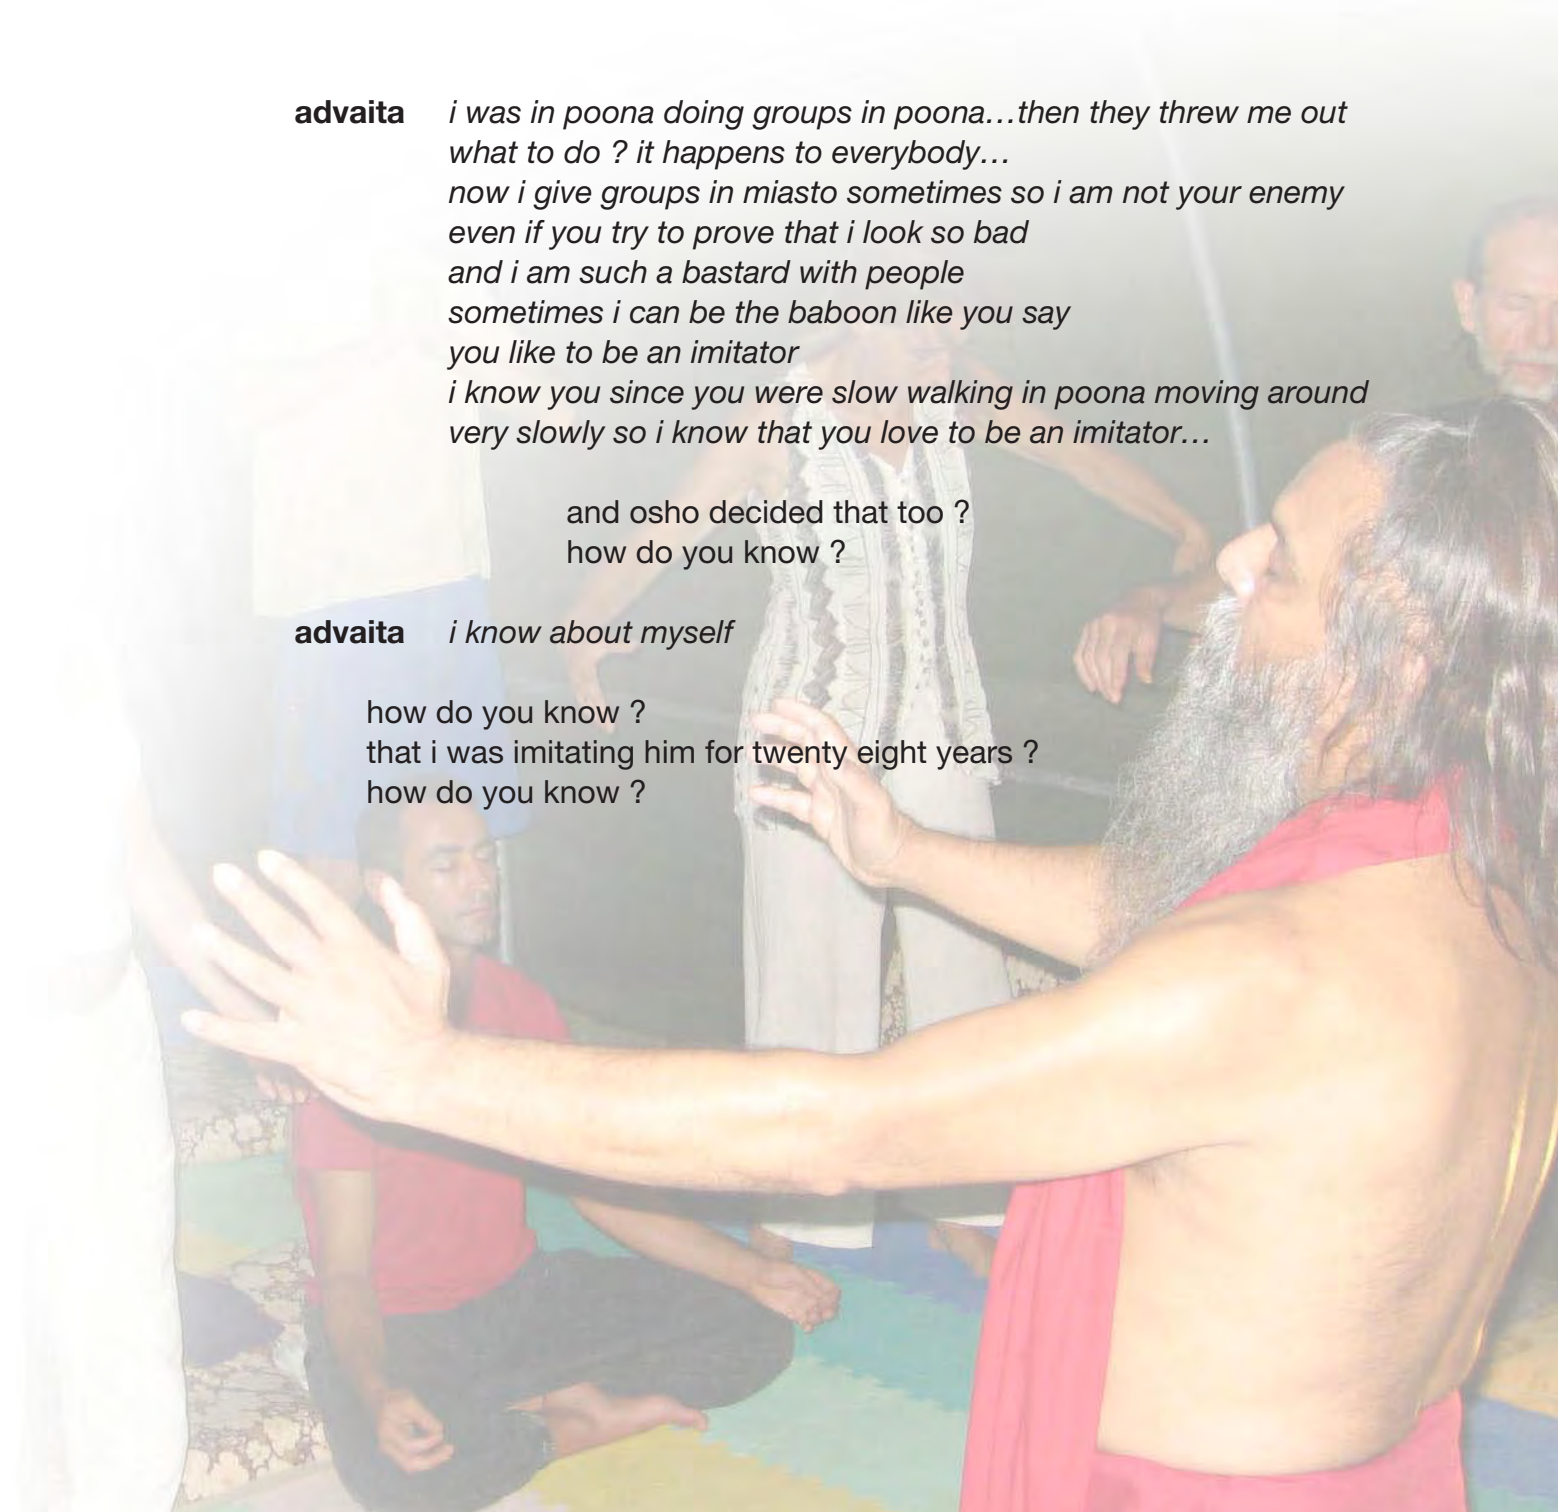 advaita i was in poona doing groups in poona…then they threw me out
what to do ? it happens to everybody…
now i give groups in miasto sometimes so i am not your enemy
even if you try to prove that i look so bad
and i am such a bastard with people
sometimes i can be the baboon like you say
you like to be an imitator
i know you since you were slow walking in poona moving around
very slowly so i know that you love to be an imitator…
and osho decided that too ?
how do you know ?
advaita i know about myself
how do you know ?
that i was imitating him for twenty eight years ?
how do you know ?